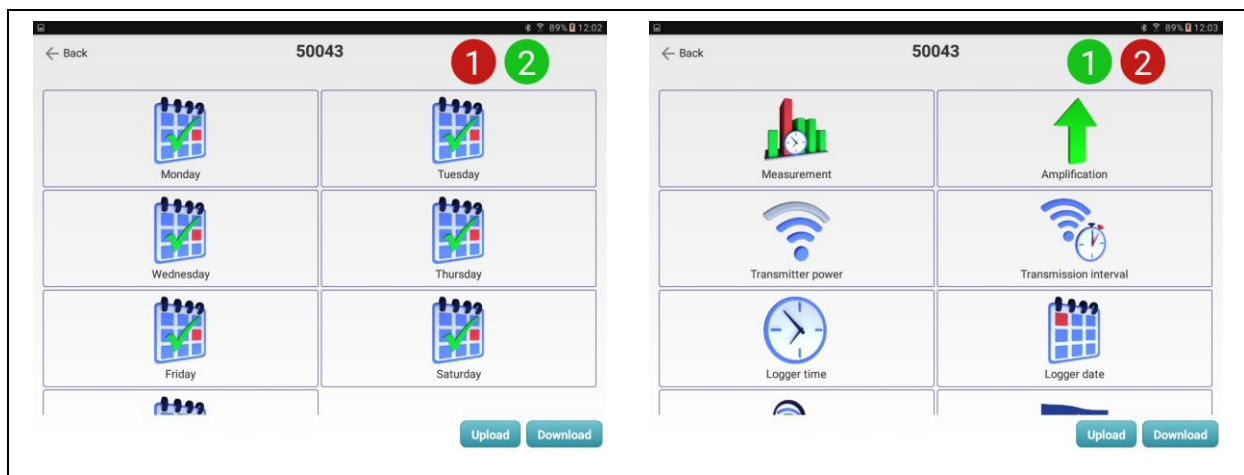 89% 12:02
← Back
50043
1
2
Monday
Tuesday
Wednesday
Thursday
Friday
Saturday
Upload
Download
89% 12:03
← Back
50043
1
2
Measurement
Amplification
Transmitter power
Transmission interval
Logger time
Logger date
Upload
Download